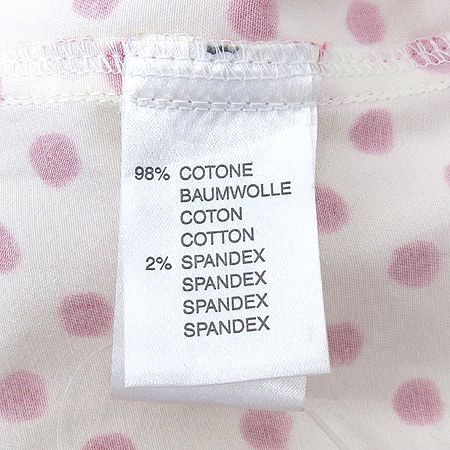 98% COTONE
BAUMWOLLE
COTON
COTTON
2% SPANDEX
SPANDEX
SPANDEX
SPANDEX